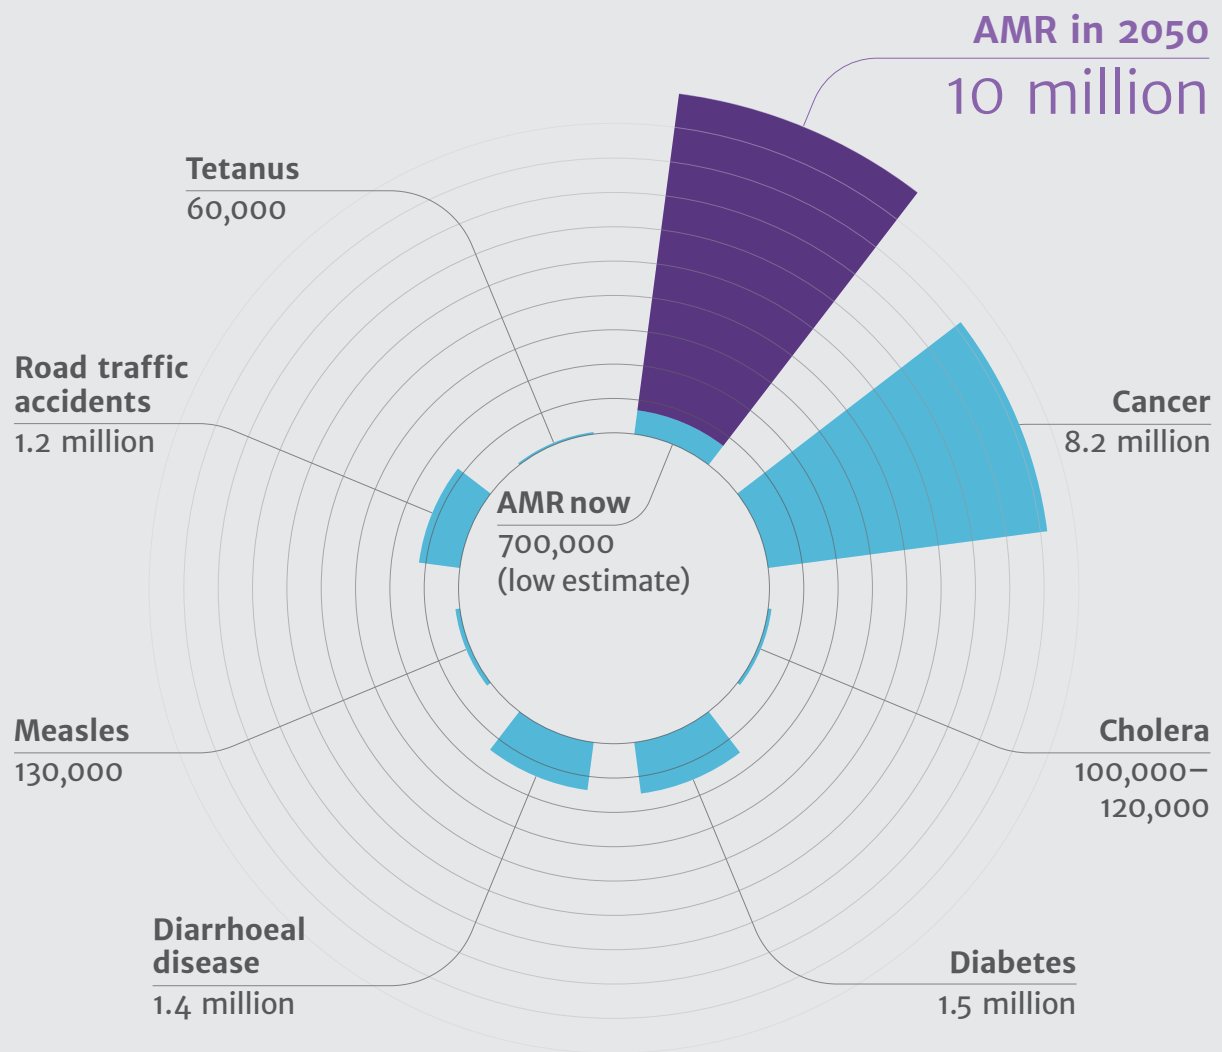 AMR in 2050
10 million
Tetanus
60,000
Road traffic
accidents
1.2 million
Cancer
8.2 million
AMR now
700,000
(low estimate)
Measles
130,000
Cholera
100,000–
120,000
Diarrhoeal
disease
1.4 million
Diabetes
1.5 million